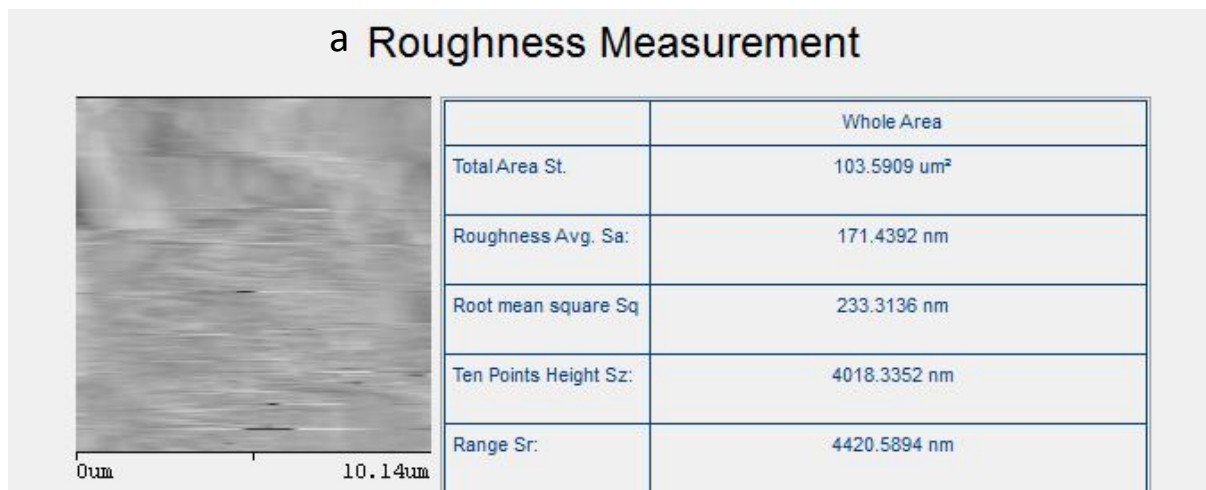 a Roughness Measurement
Whole Area
Total Area St. 103.5909 um²
Roughness Avg. Sa: 171.4392 nm
Root mean square Sq 233.3136 nm
Ten Points Height Sz: 4018.3352 nm
Range Sr: 4420.5894 nm
0um 10.14um